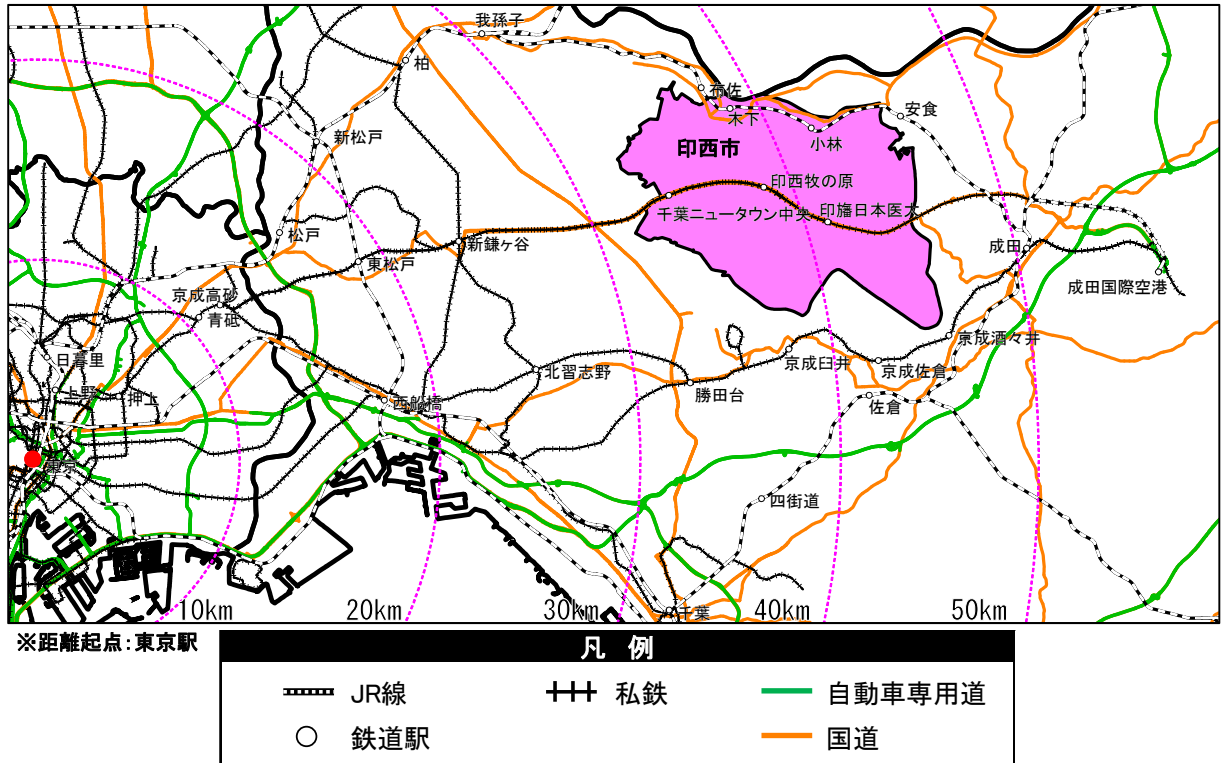 我孫子
柏
布佐
木下
安食
新松戸
小林
印西市
印西牧の原
千葉ニュータウン中央
印旛日本医大
松戸
新鎌ヶ谷
東松戸
成田
成田国際空港
京成高砂
青砥
日暮里
京成酒々井
京成臼井
京成佐倉
北習志野
上野
押上
勝田台
佐倉
西船橋
東京
四街道
千葉
10km
20km
30km
40km
50km
※距離起点：東京駅
凡 例
JR線
私鉄
自動車専用道
鉄道駅
国道